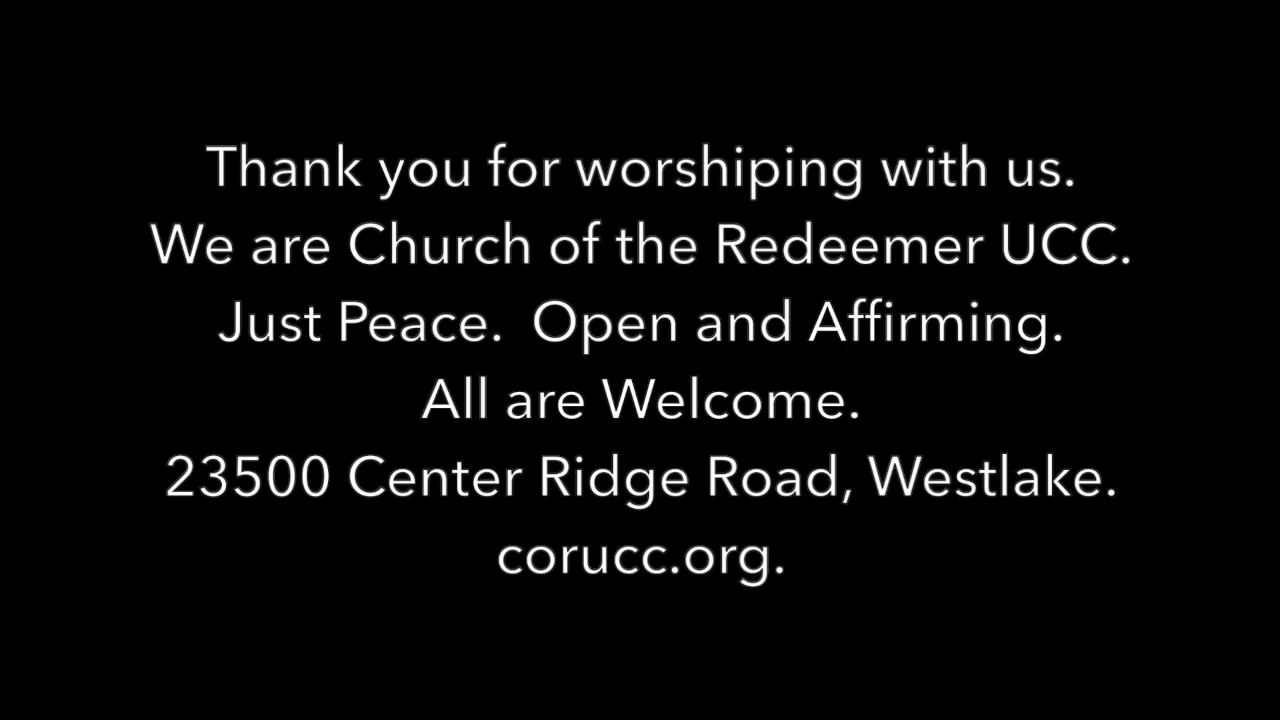 Thank you for worshiping with us.
We are Church of the Redeemer UCC.
Just Peace.  Open and Affirming.
All are Welcome.
23500 Center Ridge Road, Westlake.
corucc.org.